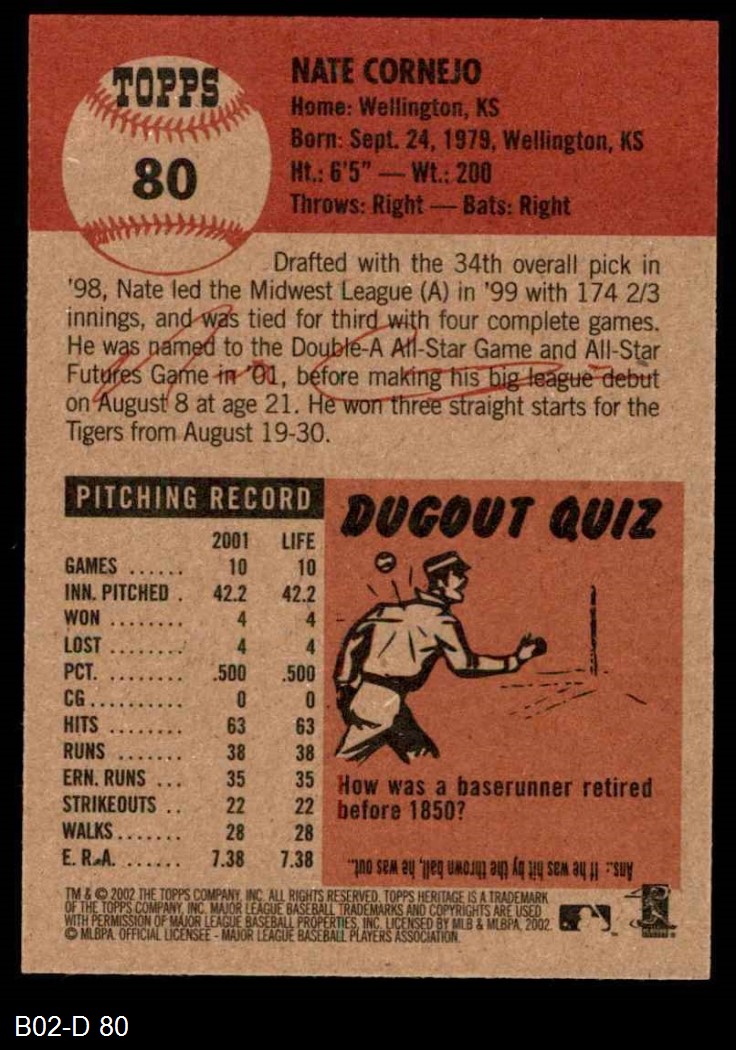 TOPPS
80
NATE CORNEJO
Home: Wellington, KS
Born: Sept. 24, 1979, Wellington, KS
Ht.: 6'5" — Wt.: 200
Throws: Right — Bats: Right
Drafted with the 34th overall pick in
'98, Nate led the Midwest League (A) in '99 with 174 2/3
innings, and was tied for third with four complete games.
He was named to the Double-A All-Star Game and All-Star
Futures Game in '01, before making his big league debut
on August 8 at age 21. He won three straight starts for the
Tigers from August 19-30.
PITCHING RECORD
2001 LIFE
GAMES ...... 10 10
INN. PITCHED . 42.2 42.2
WON ........ 4 4
LOST ........ 4 4
PCT. ........ .500 .500
CG.......... 0 0
HITS ........ 63 63
RUNS ....... 38 38
ERN. RUNS ... 35 35
STRIKEOUTS .. 22 22
WALKS....... 28 28
E. R. A. ...... 7.38 7.38
DUGOUT QUIZ
How was a baserunner retired
before 1850?
Ans.: If he was hit by the thrown ball, he was out..
TM & © 2002 THE TOPPS COMPANY, INC. ALL RIGHTS RESERVED. TOPPS HERITAGE IS A TRADEMARK
OF THE TOPPS COMPANY, INC. MAJOR LEAGUE BASEBALL TRADEMARKS AND COPYRIGHTS ARE USED
WITH PERMISSION OF MAJOR LEAGUE BASEBALL PROPERTIES, INC. LICENSED BY MLB & MLBPA, 2002.
© MLBPA. OFFICIAL LICENSEE - MAJOR LEAGUE BASEBALL PLAYERS ASSOCIATION.
B02-D 80